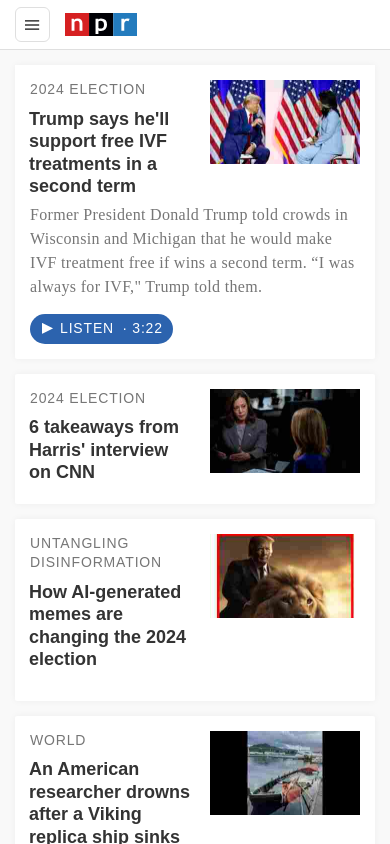 npr
2024 ELECTION
Trump says he'll
support free IVF
treatments in a
second term
Former President Donald Trump told crowds in
Wisconsin and Michigan that he would make
IVF treatment free if wins a second term. “I was
always for IVF," Trump told them.
LISTEN · 3:22
2024 ELECTION
6 takeaways from
Harris' interview
on CNN
UNTANGLING
DISINFORMATION
How AI-generated
memes are
changing the 2024
election
WORLD
An American
researcher drowns
after a Viking
replica ship sinks